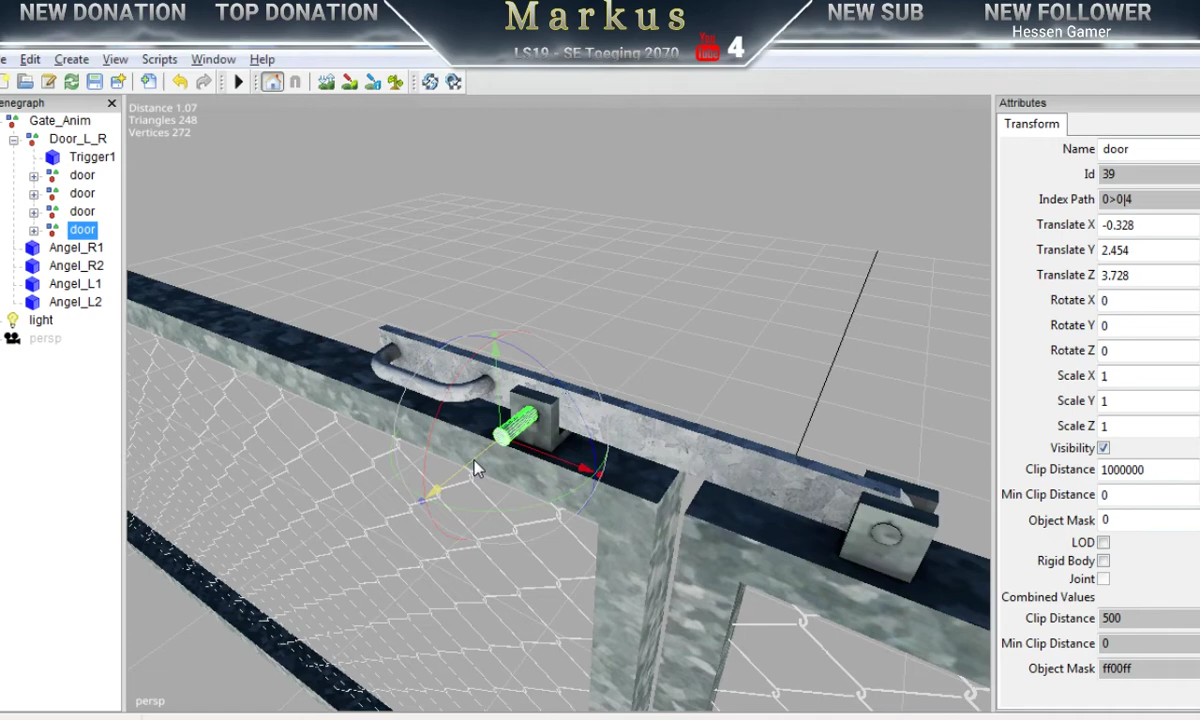 NEW DONATION
TOP DONATION
Markus
NEW SUB
NEW FOLLOWER
Hessen Gamer
LS19 - SE Toeging 2070
You Tube
4
e Edit Create View Scripts Window Help
enegraph
Gate_Anim
Door_L_R
Trigger1
door
door
door
door
Angel_R1
Angel_R2
Angel_L1
Angel_L2
light
persp
Distance 1.07
Triangles 248
Vertices 272
persp
Attributes
Transform
Name door
Id 39
Index Path 0>0|4
Translate X -0.328
Translate Y 2.454
Translate Z 3.728
Rotate X 0
Rotate Y 0
Rotate Z 0
Scale X 1
Scale Y 1
Scale Z 1
Visibility
Clip Distance 1000000
Min Clip Distance 0
Object Mask 0
LOD
Rigid Body
Joint
Combined Values
Clip Distance 500
Min Clip Distance 0
Object Mask ff00ff